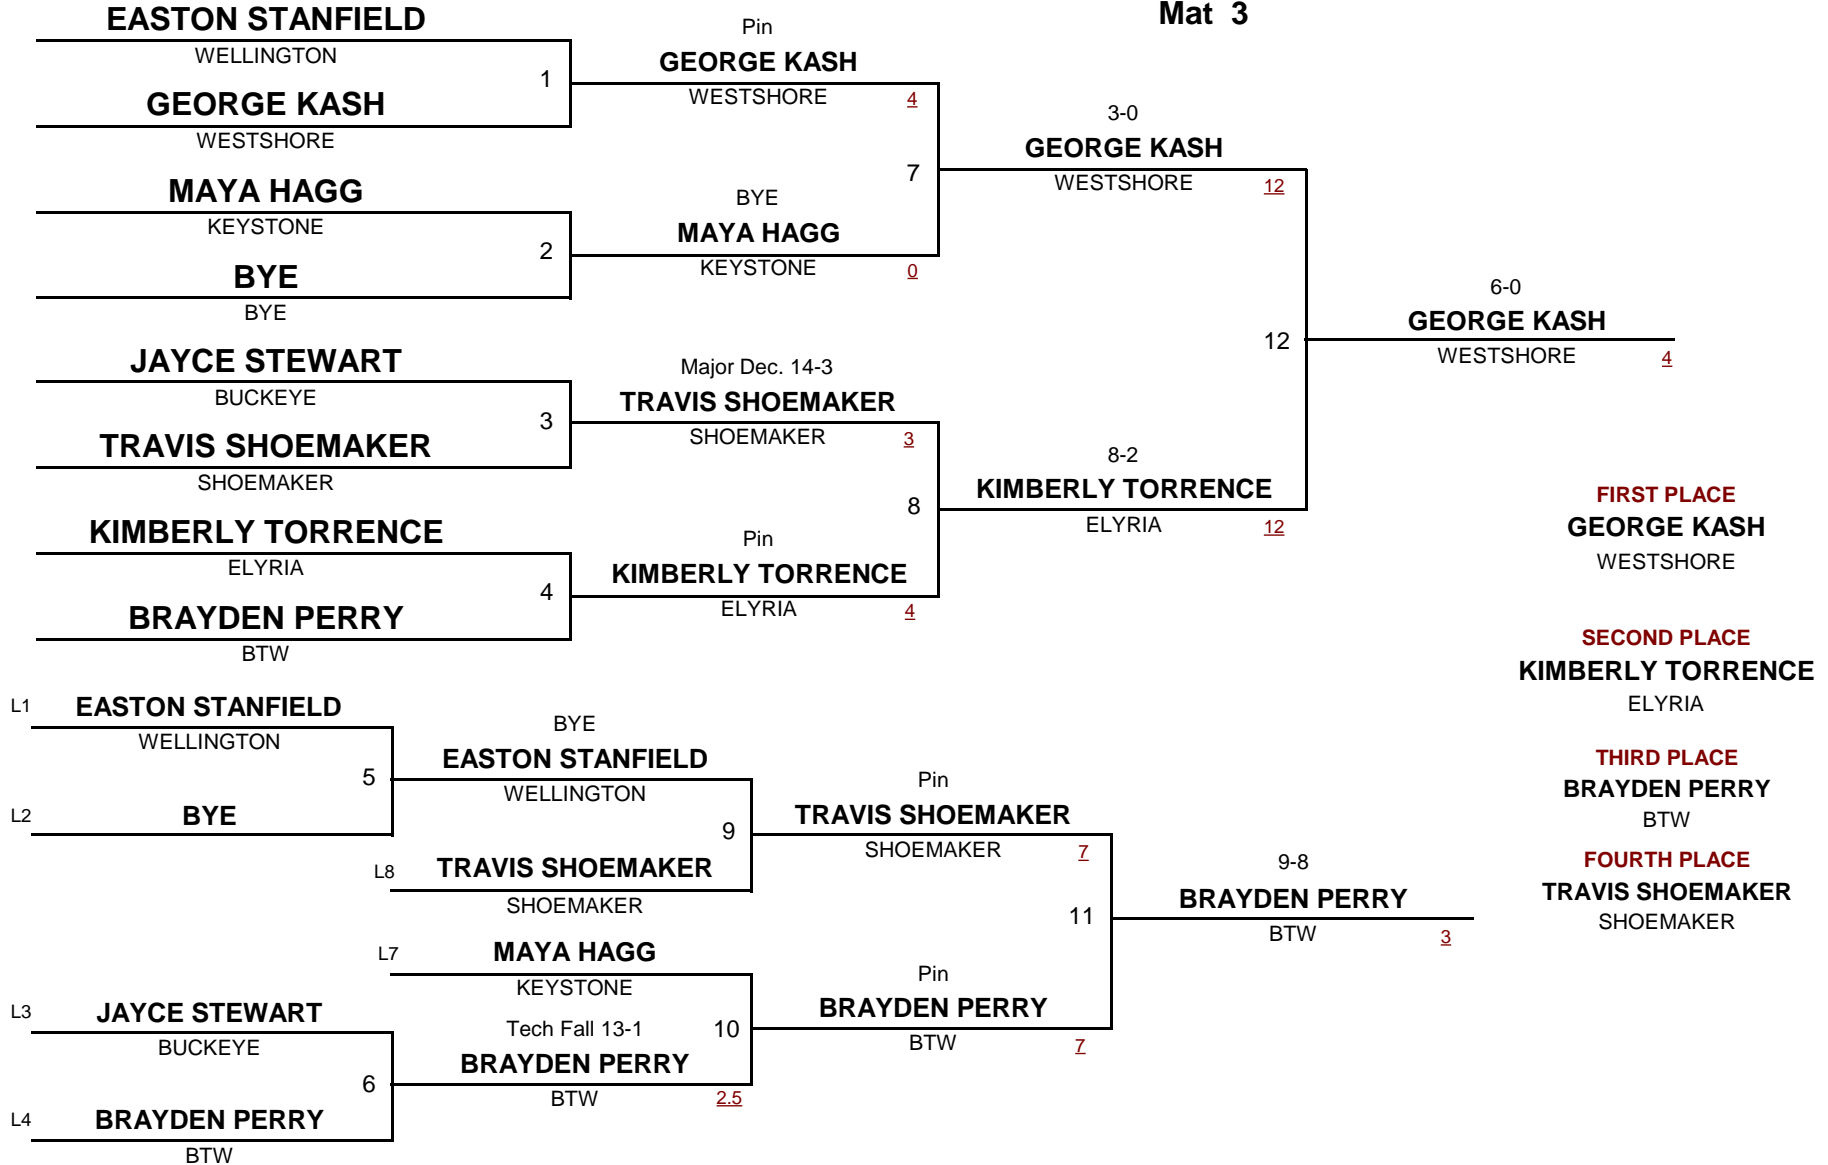 Mat 3
EASTON STANFIELD
WELLINGTON
1
GEORGE KASH
WESTSHORE
MAYA HAGG
KEYSTONE
2
BYE
BYE
JAYCE STEWART
BUCKEYE
3
TRAVIS SHOEMAKER
SHOEMAKER
KIMBERLY TORRENCE
ELYRIA
4
BRAYDEN PERRY
BTW
Pin
GEORGE KASH
WESTSHORE 4
7
BYE
MAYA HAGG
KEYSTONE 0
Major Dec. 14-3
TRAVIS SHOEMAKER
SHOEMAKER 3
8
Pin
KIMBERLY TORRENCE
ELYRIA 4
3-0
GEORGE KASH
WESTSHORE 12
12
8-2
KIMBERLY TORRENCE
ELYRIA 12
6-0
GEORGE KASH
WESTSHORE 4
FIRST PLACE
GEORGE KASH
WESTSHORE
SECOND PLACE
KIMBERLY TORRENCE
ELYRIA
THIRD PLACE
BRAYDEN PERRY
BTW
FOURTH PLACE
TRAVIS SHOEMAKER
SHOEMAKER
L1 EASTON STANFIELD
WELLINGTON
5
L2 BYE
BYE
EASTON STANFIELD
WELLINGTON
9
L8 TRAVIS SHOEMAKER
SHOEMAKER
L7 MAYA HAGG
KEYSTONE
L3 JAYCE STEWART
BUCKEYE
6
L4 BRAYDEN PERRY
BTW
Tech Fall 13-1 10
BRAYDEN PERRY
BTW 2.5
Pin
TRAVIS SHOEMAKER
SHOEMAKER 7
11
Pin
BRAYDEN PERRY
BTW 7
9-8
BRAYDEN PERRY
BTW 3